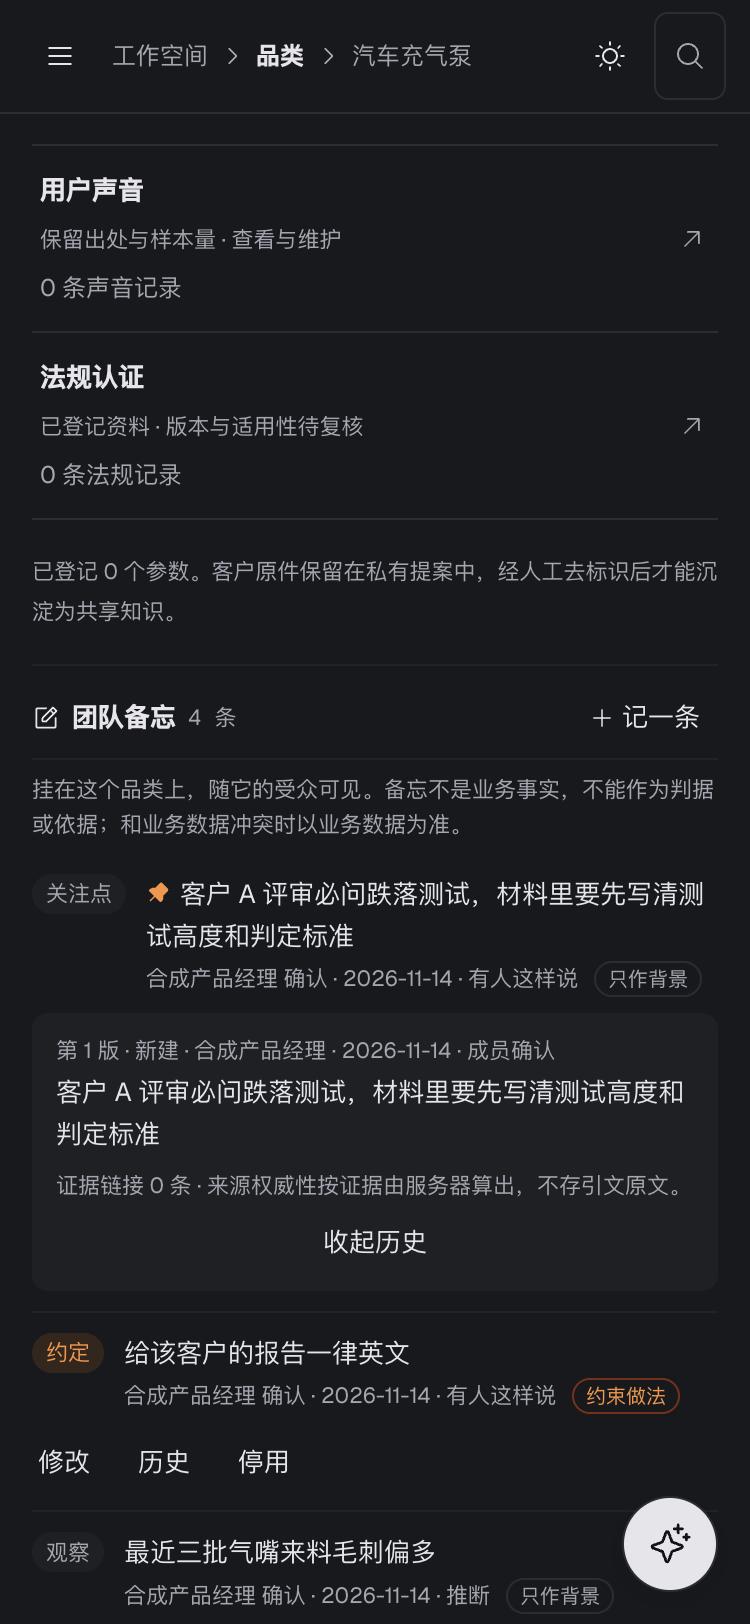 工作空间 > 品类 > 汽车充气泵
用户声音
保留出处与样本量 · 查看与维护
0 条声音记录
法规认证
已登记资料 · 版本与适用性待复核
0 条法规记录
已登记 0 个参数。客户原件保留在私有提案中，经人工去标识后才能沉
淀为共享知识。
团队备忘 4 条 + 记一条
挂在这个品类上，随它的受众可见。备忘不是业务事实，不能作为判据
或依据；和业务数据冲突时以业务数据为准。
关注点 客户 A 评审必问跌落测试，材料里要先写清测
试高度和判定标准
合成产品经理 确认 · 2026-11-14 · 有人这样说 只作背景
第 1 版 · 新建 · 合成产品经理 · 2026-11-14 · 成员确认
客户 A 评审必问跌落测试，材料里要先写清测试高度和
判定标准
证据链接 0 条 · 来源权威性按证据由服务器算出，不存引文原文。
收起历史
约定 给该客户的报告一律英文
合成产品经理 确认 · 2026-11-14 · 有人这样说 约束做法
修改 历史 停用
观察 最近三批气嘴来料毛刺偏多
合成产品经理 确认 · 2026-11-14 · 推断 只作背景